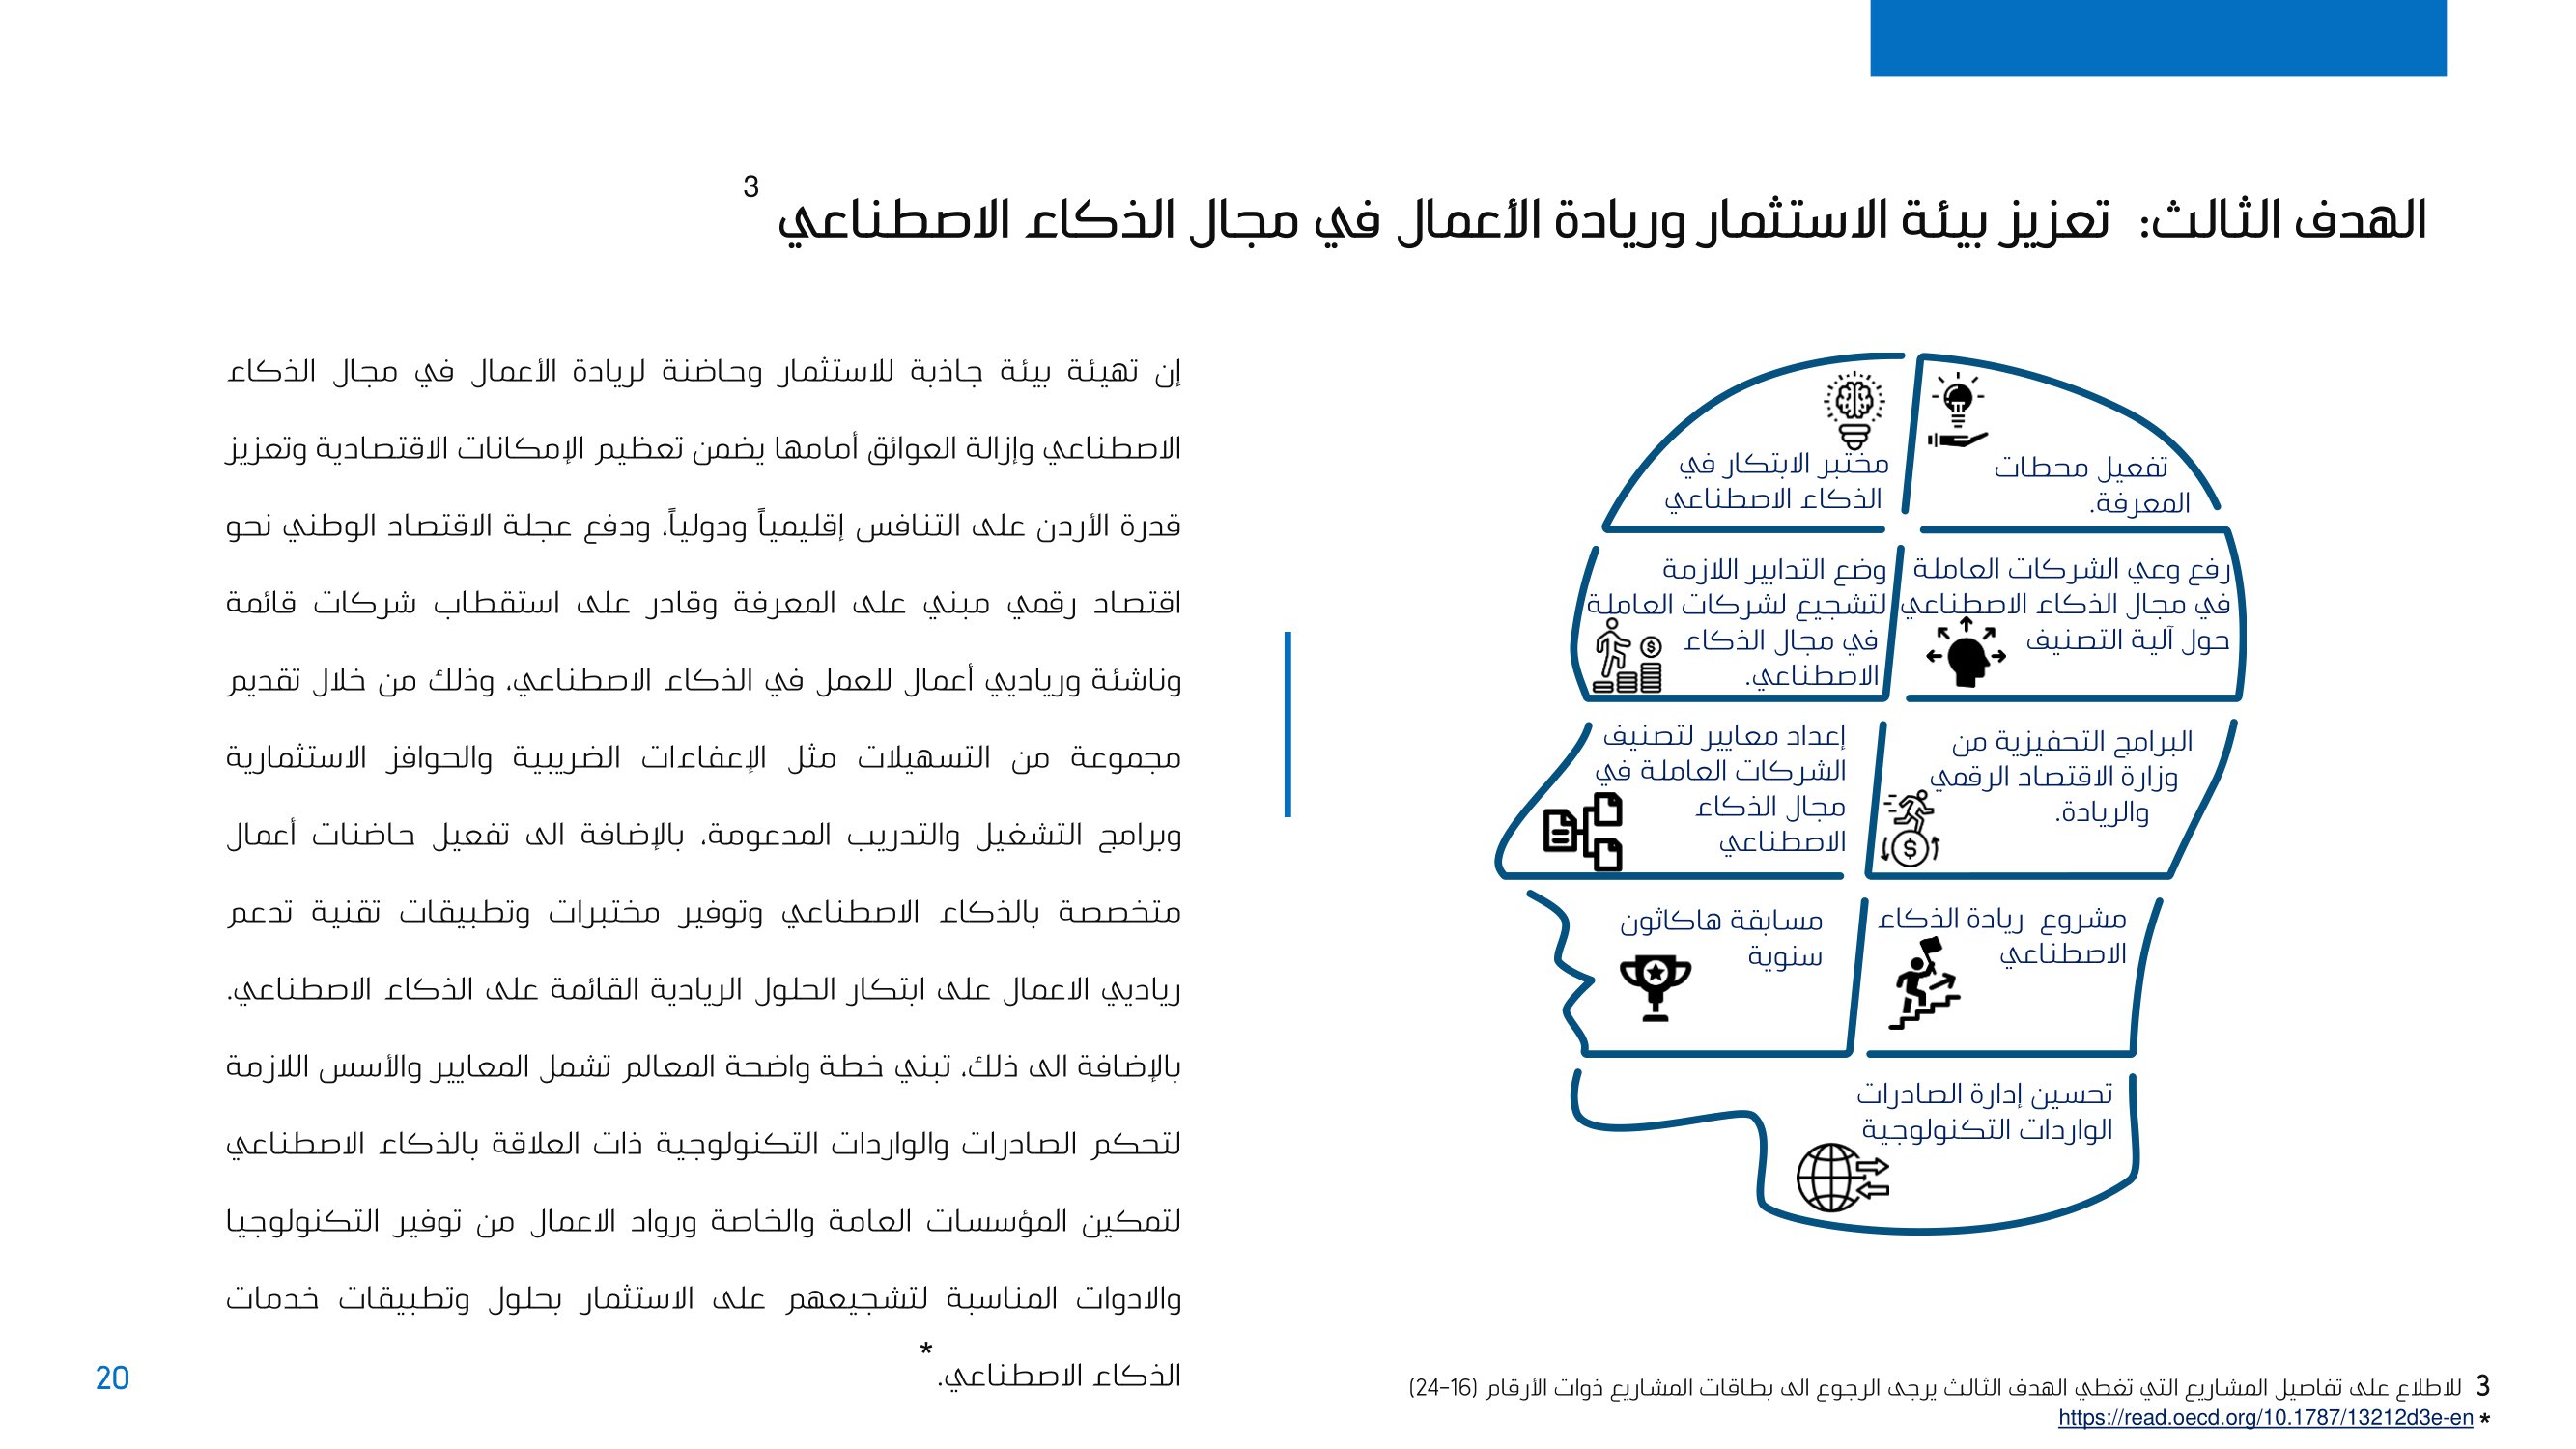 الهدف الثالث: تعزيز بيئة الاستثمار وريادة الأعمال في مجال الذكاء الاصطناعي 3
تفعيل محطات
المعرفة.
مختبر الابتكار في
الذكاء الاصطناعي
رفع وعي الشركات العاملة
في مجال الذكاء الاصطناعي
حول آلية التصنيف
وضع التدابير اللازمة
لتشجيع لشركات العاملة
في مجال الذكاء
الاصطناعي.
البرامج التحفيزية من
وزارة الاقتصاد الرقمي
والريادة.
إعداد معايير لتصنيف
الشركات العاملة في
مجال الذكاء
الاصطناعي
مشروع ريادة الذكاء
الاصطناعي
مسابقة هاكاثون
سنوية
تحسين إدارة الصادرات
الواردات التكنولوجية
إن تهيئة بيئة جاذبة للاستثمار وحاضنة لريادة الأعمال في مجال الذكاء
الاصطناعي وإزالة العوائق أمامها يضمن تعظيم الإمكانات الاقتصادية وتعزيز
قدرة الأردن على التنافس إقليمياً ودولياً، ودفع عجلة الاقتصاد الوطني نحو
اقتصاد رقمي مبني على المعرفة وقادر على استقطاب شركات قائمة
وناشئة ورياديي أعمال للعمل في الذكاء الاصطناعي، وذلك من خلال تقديم
مجموعة من التسهيلات مثل الإعفاءات الضريبية والحوافز الاستثمارية
وبرامج التشغيل والتدريب المدعومة، بالإضافة الى تفعيل حاضنات أعمال
متخصصة بالذكاء الاصطناعي وتوفير مختبرات وتطبيقات تقنية تدعم
رياديي الاعمال على ابتكار الحلول الريادية القائمة على الذكاء الاصطناعي.
بالإضافة الى ذلك، تبني خطة واضحة المعالم تشمل المعايير والأسس اللازمة
لتحكم الصادرات والواردات التكنولوجية ذات العلاقة بالذكاء الاصطناعي
لتمكين المؤسسات العامة والخاصة ورواد الاعمال من توفير التكنولوجيا
والادوات المناسبة لتشجيعهم على الاستثمار بحلول وتطبيقات خدمات
الذكاء الاصطناعي.*
3 للاطلاع على تفاصيل المشاريع التي تغطي الهدف الثالث يرجى الرجوع الى بطاقات المشاريع ذوات الأرقام (16-24)
* https://read.oecd.org/10.1787/13212d3e-en
20